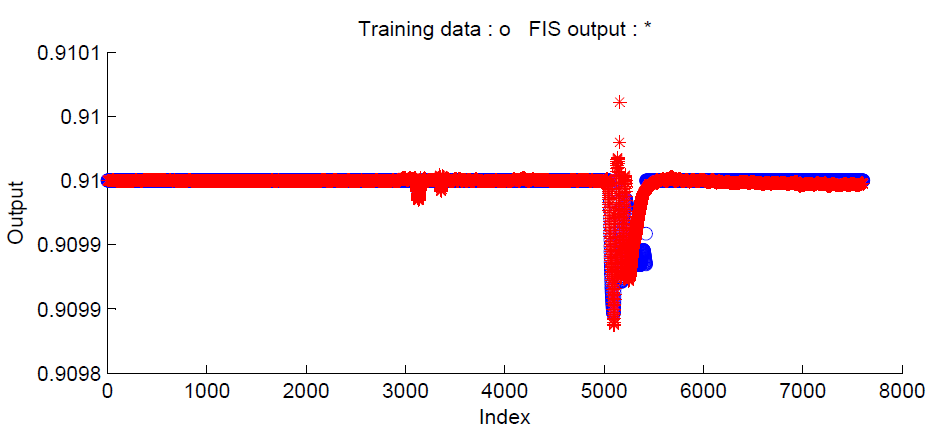 Training data : o FIS output : *
0.9101
0.91
0.91
0.9099
0.9099
0.9098
Output
0 1000 2000 3000 4000 5000 6000 7000 8000
Index